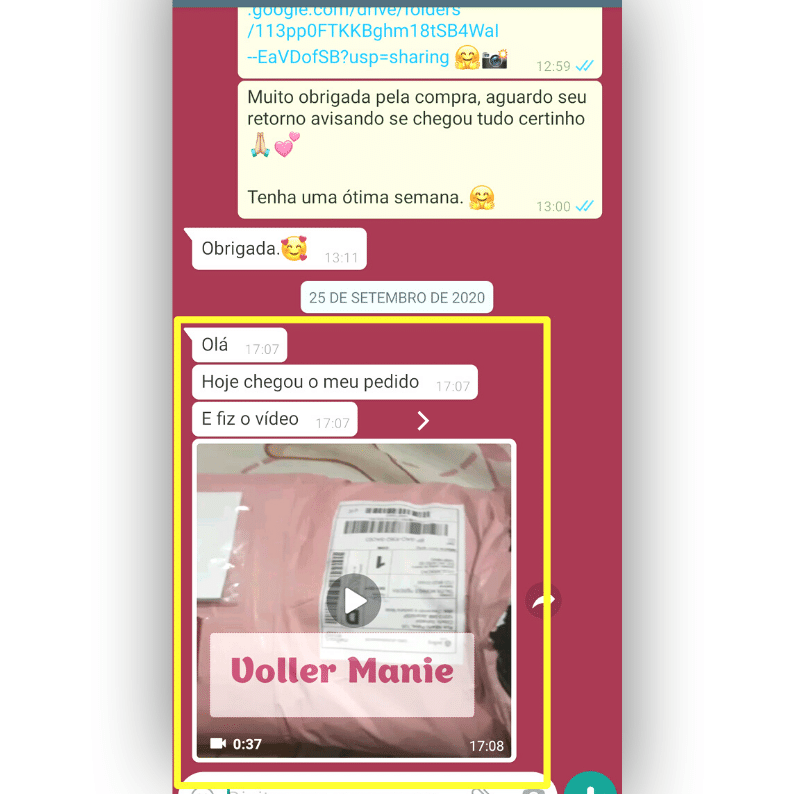 .google.com/drive/folders
/113pp0FTKKBghm18tSB4Wal
--EaVDofSB?usp=sharing 🤗📸
12:59
Muito obrigada pela compra, aguardo seu
retorno avisando se chegou tudo certinho
🙏🏼💕
Tenha uma ótima semana. 🤗
13:00
Obrigada.🥰
13:11
25 DE SETEMBRO DE 2020
Olá
17:07
Hoje chegou o meu pedido
17:07
E fiz o vídeo
17:07
Voller Manie
0:37
17:08